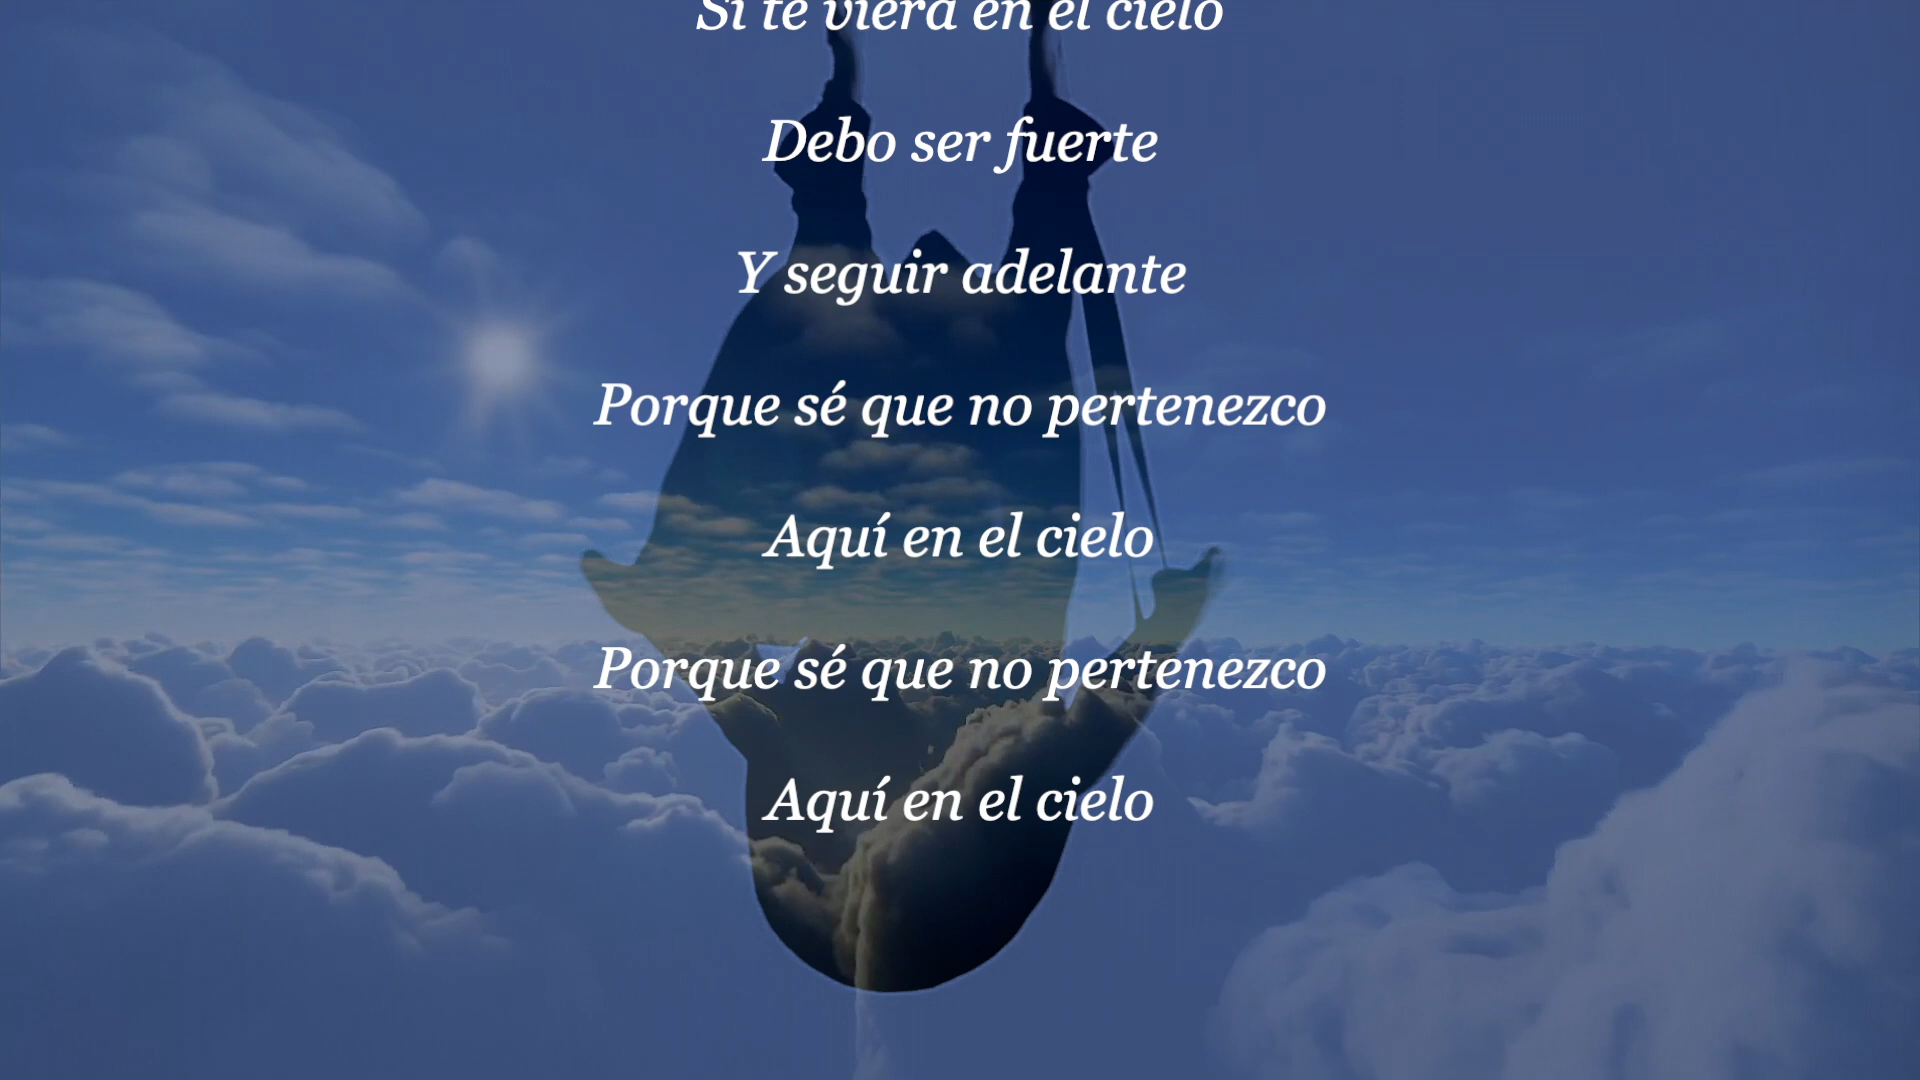 Si te viera en el cielo
Debo ser fuerte
Y seguir adelante
Porque sé que no pertenezco
Aquí en el cielo
Porque sé que no pertenezco
Aquí en el cielo